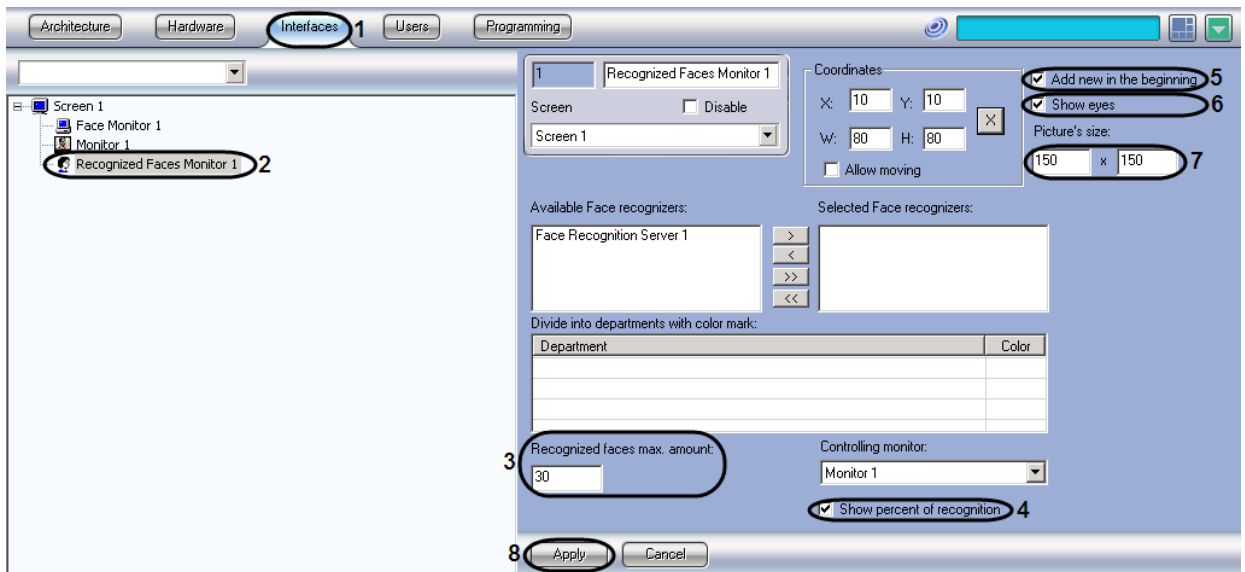 Architecture Hardware Interfaces 1 Users Programming
Screen 1
Face Monitor 1
Monitor 1
Recognized Faces Monitor 1 2
1 Recognized Faces Monitor 1
Screen Disable
Screen 1
Coordinates
X: 10 Y: 10
X
W: 80 H: 80
Allow moving
Add new in the beginning 5
Show eyes 6
Picture's size:
150 x 150 7
Available Face recognizers: Selected Face recognizers:
Face Recognition Server 1
>
<
>>
<<
Divide into departments with color mark:
Department Color
3 Recognized faces max. amount:
30
Controlling monitor:
Monitor 1
Show percent of recognition 4
8 Apply Cancel